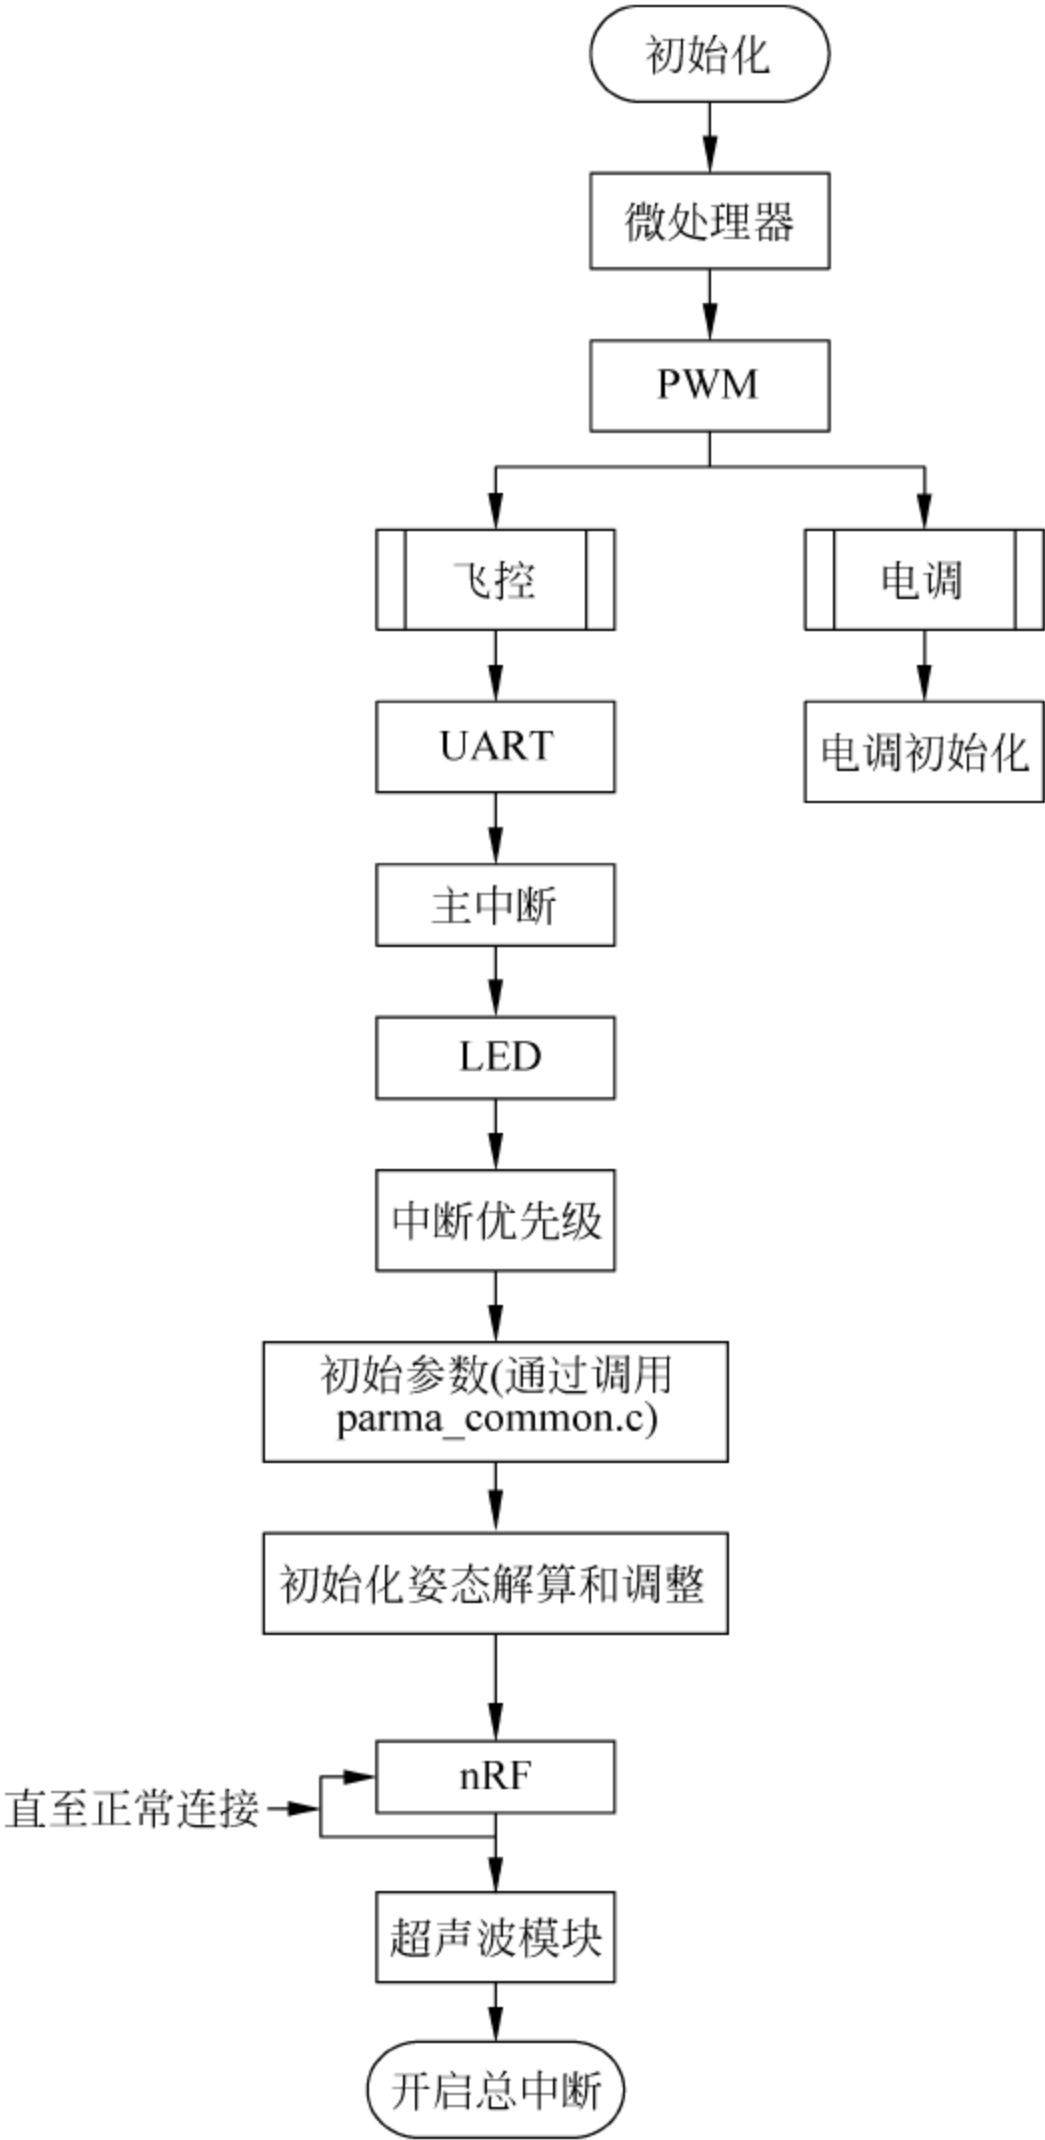 初始化
微处理器
PWM
飞控
电调
UART
电调初始化
主中断
LED
中断优先级
初始参数(通过调用
parma_common.c)
初始化姿态解算和调整
nRF
直至正常连接
超声波模块
开启总中断